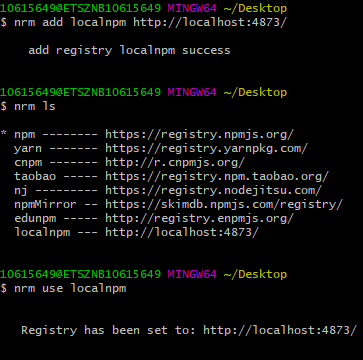 10615649@ETSZNB10615649 MINGW64 ~/Desktop
$ nrm add localnpm http://localhost:4873/
add registry localnpm success
10615649@ETSZNB10615649 MINGW64 ~/Desktop
$ nrm ls
* npm -------- https://registry.npmjs.org/
yarn ------- https://registry.yarnpkg.com/
cnpm ------- http://r.cnpmjs.org/
taobao ----- https://registry.npm.taobao.org/
nj --------- https://registry.nodejitsu.com/
npmMirror -- https://skimdb.npmjs.com/registry/
edunpm ----- http://registry.enpmjs.org/
localnpm --- http://localhost:4873/
10615649@ETSZNB10615649 MINGW64 ~/Desktop
$ nrm use localnpm
Registry has been set to: http://localhost:4873/